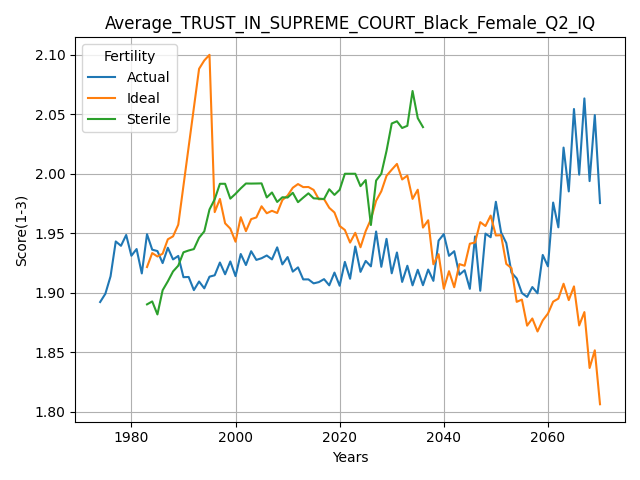 Average_TRUST_IN_SUPREME_COURT_Black_Female_Q2_IQ
Fertility
Actual
Ideal
Sterile
Score(1-3)
2.10
2.05
2.00
1.95
1.90
1.85
1.80
1980 2000 2020 2040 2060
Years